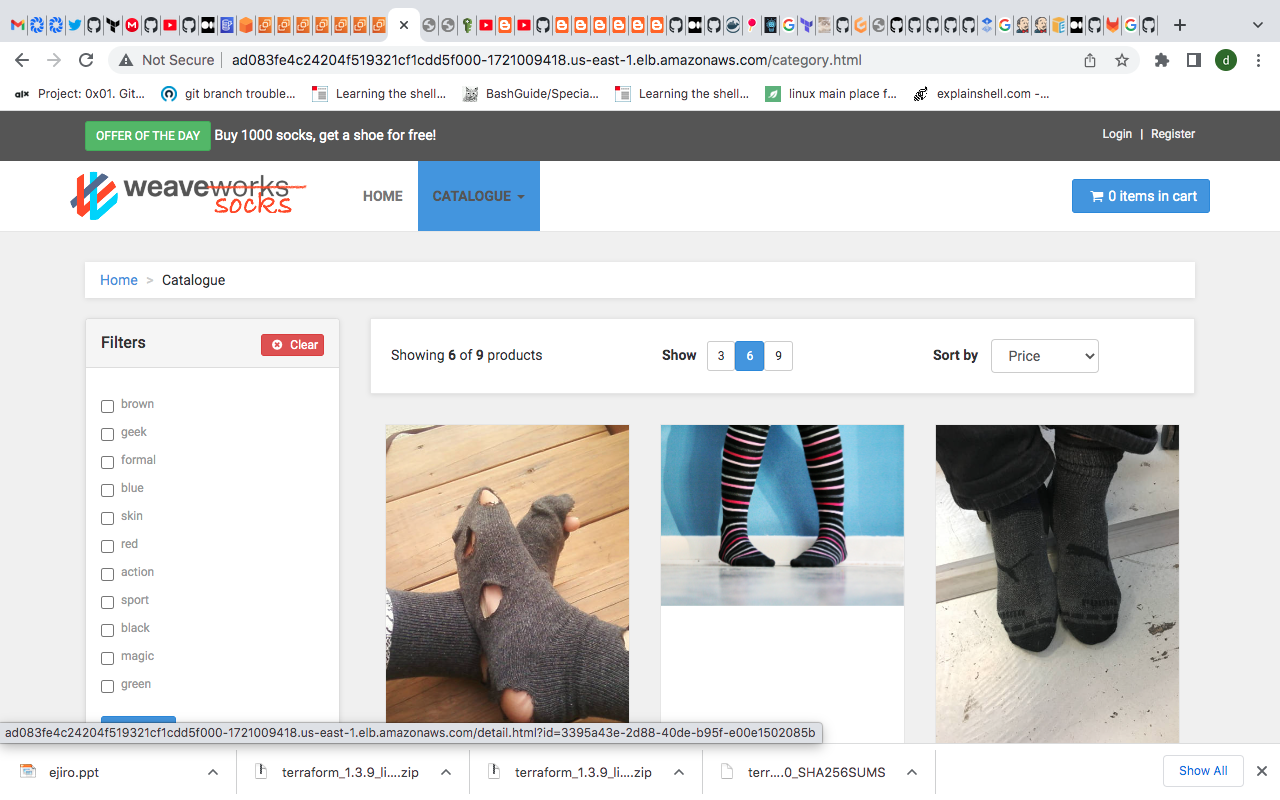 Not Secure
ad083fe4c24204f519321cf1cdd5f000-1721009418.us-east-1.elb.amazonaws.com/category.html
d
Project: 0x01. Git...
git branch trouble...
Learning the shell...
BashGuide/Specia...
Learning the shell...
linux main place f...
explainshell.com -...
OFFER OF THE DAY Buy 1000 socks, get a shoe for free!
Login | Register
weaveworks
socks
HOME
CATALOGUE
0 items in cart
Home > Catalogue
Filters
Clear
Showing 6 of 9 products
Show 3 6 9
Sort by Price
brown
geek
formal
blue
skin
red
action
sport
black
magic
green
ad083fe4c24204f519321cf1cdd5f000-1721009418.us-east-1.elb.amazonaws.com/detail.html?id=3395a43e-2d88-40de-b95f-e00e1502085b
ejiro.ppt
terraform_1.3.9_li....zip
terraform_1.3.9_li....zip
terr....0_SHA256SUMS
Show All